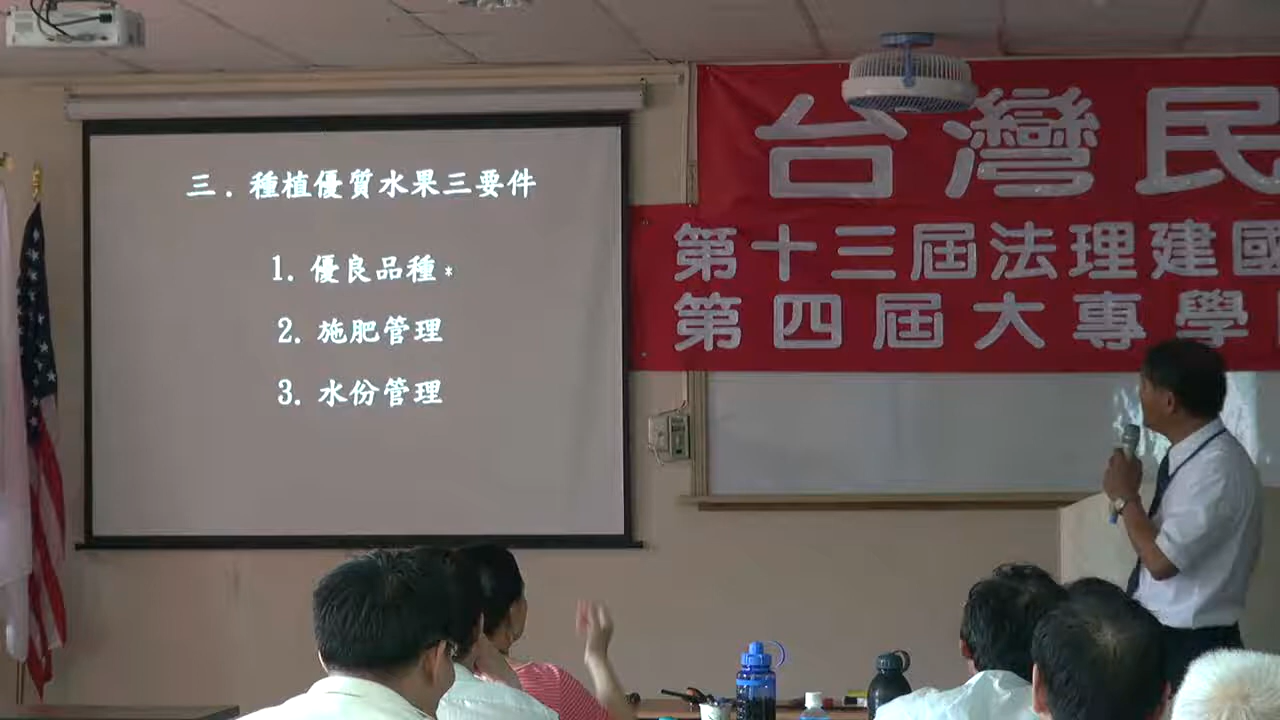 三. 種植優質水果三要件
1. 優良品種*
2. 施肥管理
3. 水份管理
台灣民
第十三屆法理建國
第四屆大專學